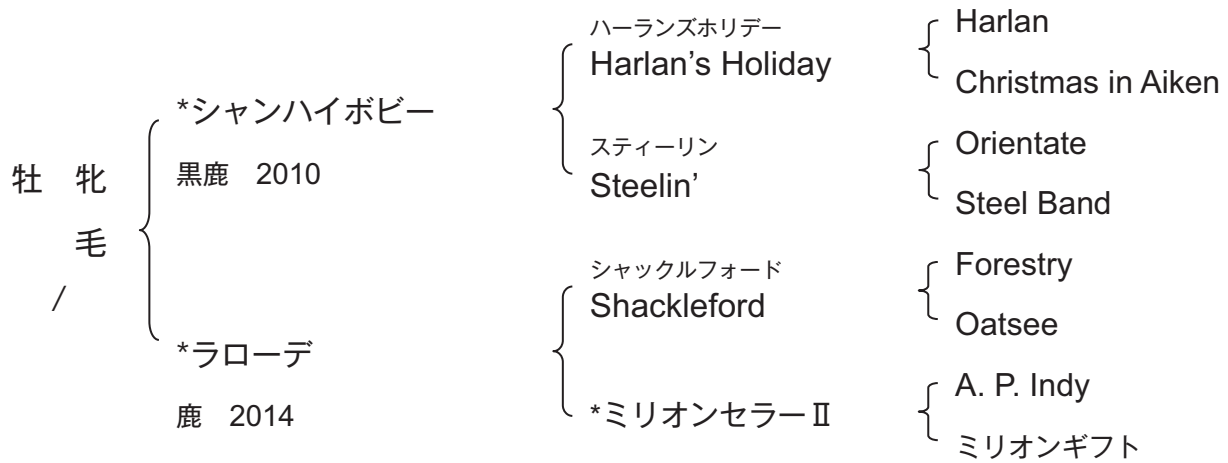 牡 牝
毛
/
*シャンハイボビー
黒鹿 2010
*ラローデ
鹿 2014
ハーランズホリデー
Harlan’s Holiday
スティーリン
Steelin’
シャックルフォード
Shackleford
*ミリオンセラーⅡ
Harlan
Christmas in Aiken
Orientate
Steel Band
Forestry
Oatsee
A. P. Indy
ミリオンギフト